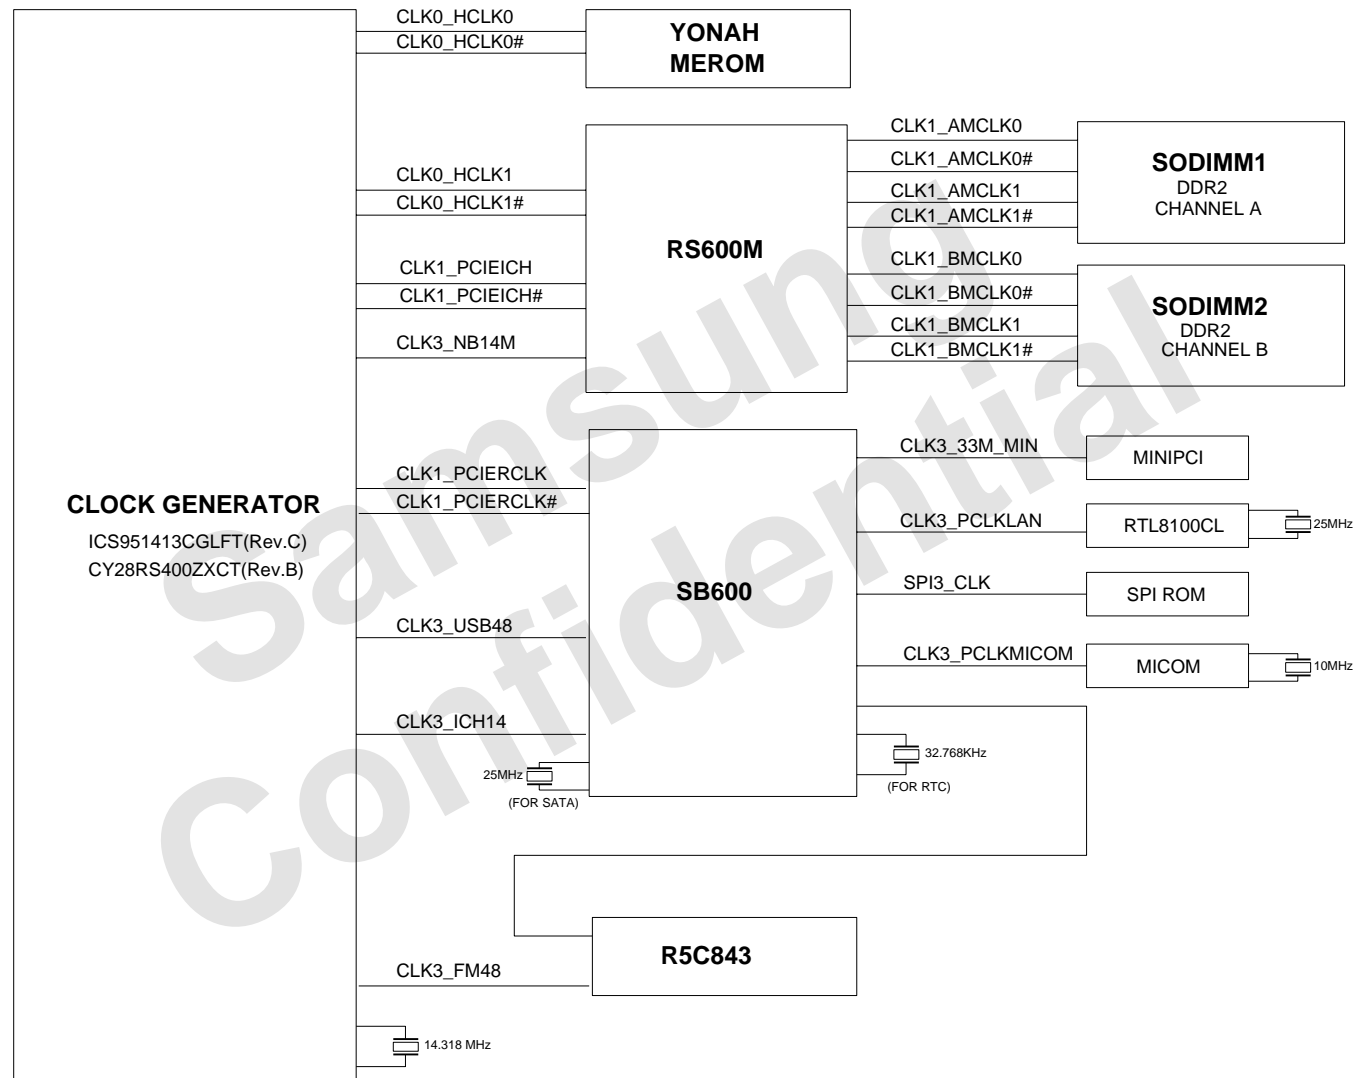 CLK0_HCLK0
CLK0_HCLK0#
YONAH
MEROM
CLK0_HCLK1
CLK0_HCLK1#
CLK1_PCIEICH
CLK1_PCIEICH#
CLK3_NB14M
RS600M
CLK1_AMCLK0
CLK1_AMCLK0#
CLK1_AMCLK1
CLK1_AMCLK1#
SODIMM1
DDR2
CHANNEL A
CLK1_BMCLK0
CLK1_BMCLK0#
CLK1_BMCLK1
CLK1_BMCLK1#
SODIMM2
DDR2
CHANNEL B
CLOCK GENERATOR
ICS951413CGLFT(Rev.C)
CY28RS400ZXCT(Rev.B)
CLK1_PCIERCLK
CLK1_PCIERCLK#
CLK3_USB48
CLK3_ICH14
25MHz
(FOR SATA)
SB600
CLK3_33M_MIN
MINIPCI
CLK3_PCLKLAN
RTL8100CL
25MHz
SPI3_CLK
SPI ROM
CLK3_PCLKMICOM
MICOM
10MHz
32.768KHz
(FOR RTC)
CLK3_FM48
R5C843
14.318 MHz
Samsung
Confidential